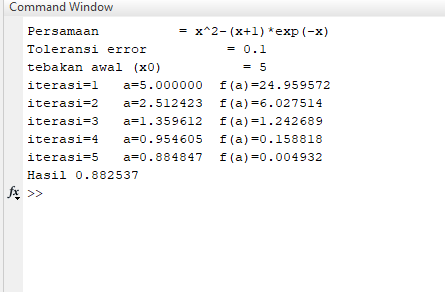 Command Window
Persamaan = x^2-(x+1)*exp(-x)
Toleransi error = 0.1
tebakan awal (x0) = 5
iterasi=1 a=5.000000 f(a)=24.959572
iterasi=2 a=2.512423 f(a)=6.027514
iterasi=3 a=1.359612 f(a)=1.242689
iterasi=4 a=0.954605 f(a)=0.158818
iterasi=5 a=0.884847 f(a)=0.004932
Hasil 0.882537
fx >>